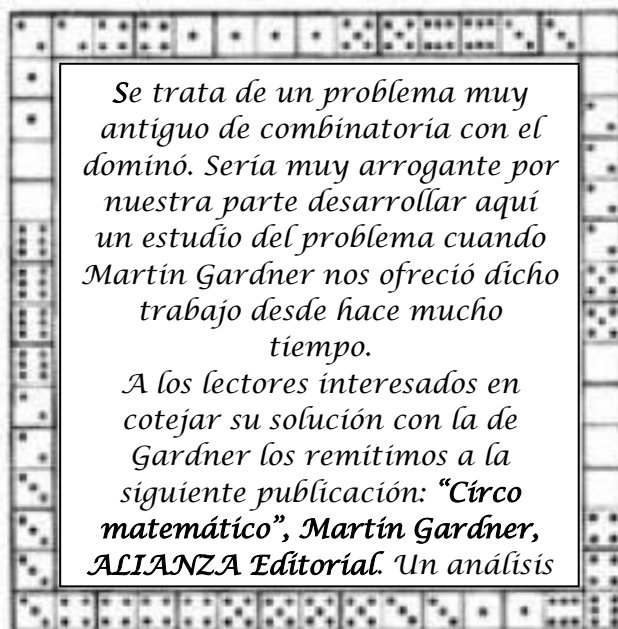 Se trata de un problema muy
antiguo de combinatoria con el
dominó. Sería muy arrogante por
nuestra parte desarrollar aquí
un estudio del problema cuando
Martín Gardner nos ofreció dicho
trabajo desde hace mucho
tiempo.
A los lectores interesados en
cotejar su solución con la de
Gardner los remitimos a la
siguiente publicación: “Circo
matemático”, Martín Gardner,
ALIANZA Editorial. Un análisis